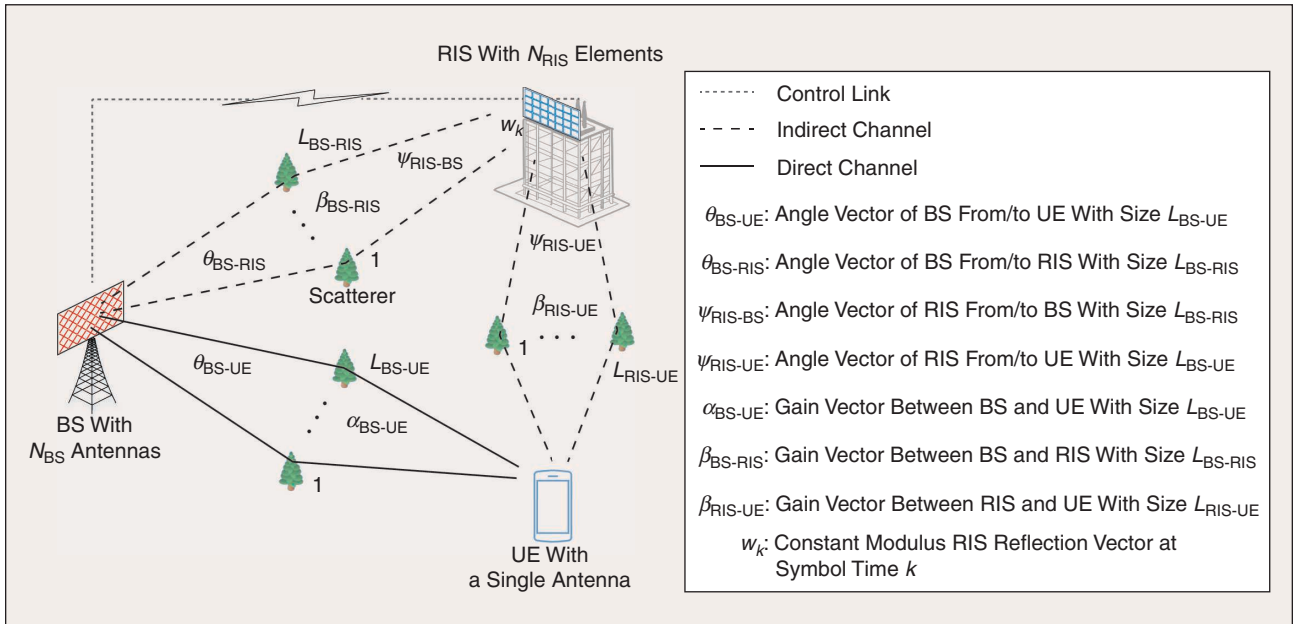 RIS With N_RIS Elements
w_k
L_BS-RIS
ψ_RIS-BS
β_BS-RIS
θ_BS-RIS
1
Scatterer
ψ_RIS-UE
β_RIS-UE
1
L_RIS-UE
θ_BS-UE
L_BS-UE
α_BS-UE
1
BS With
N_BS Antennas
UE With
a Single Antenna
Control Link
Indirect Channel
Direct Channel
θ_BS-UE: Angle Vector of BS From/to UE With Size L_BS-UE
θ_BS-RIS: Angle Vector of BS From/to RIS With Size L_BS-RIS
ψ_RIS-BS: Angle Vector of RIS From/to BS With Size L_BS-RIS
ψ_RIS-UE: Angle Vector of RIS From/to UE With Size L_BS-UE
α_BS-UE: Gain Vector Between BS and UE With Size L_BS-UE
β_BS-RIS: Gain Vector Between BS and RIS With Size L_BS-RIS
β_RIS-UE: Gain Vector Between RIS and UE With Size L_RIS-UE
w_k: Constant Modulus RIS Reflection Vector at
Symbol Time k